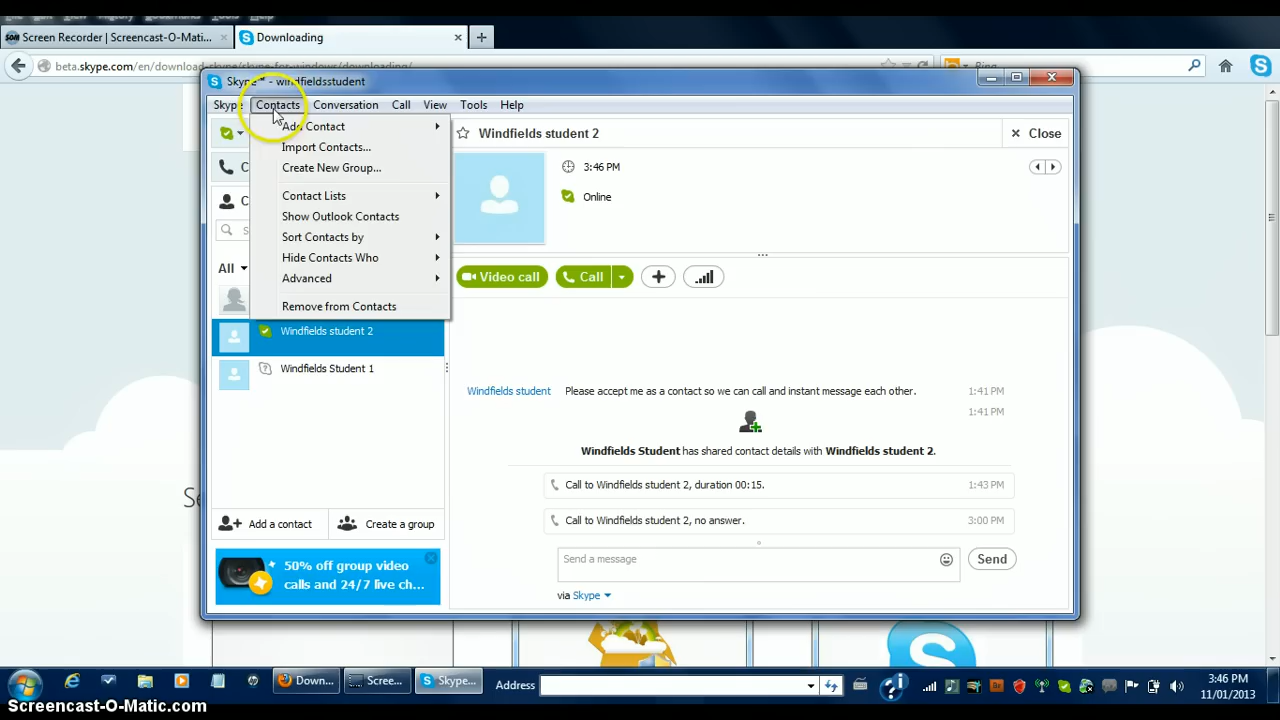 Screen Recorder | Screencast-O-Matic....
Downloading
beta.skype.com/en/download-skype/skype-for-windows/downloading/
Skype™ - windfieldsstudent
Skype Contacts Conversation Call View Tools Help
Add Contact
Import Contacts...
Create New Group...
Contact Lists
Show Outlook Contacts
Sort Contacts by
Hide Contacts Who
Advanced
Remove from Contacts
All
Windfields student 2
Windfields Student 1
Add a contact
Create a group
50% off group video
calls and 24/7 live ch...
Windfields student 2
Close
3:46 PM
Online
Video call
Call
Windfields student Please accept me as a contact so we can call and instant message each other. 1:41 PM
1:41 PM
Windfields Student has shared contact details with Windfields student 2.
Call to Windfields student 2, duration 00:15. 1:43 PM
Call to Windfields student 2, no answer. 3:00 PM
Send a message
Send
via Skype
Down...
Scree...
Skype...
Address
3:46 PM
11/01/2013
Screencast-O-Matic.com